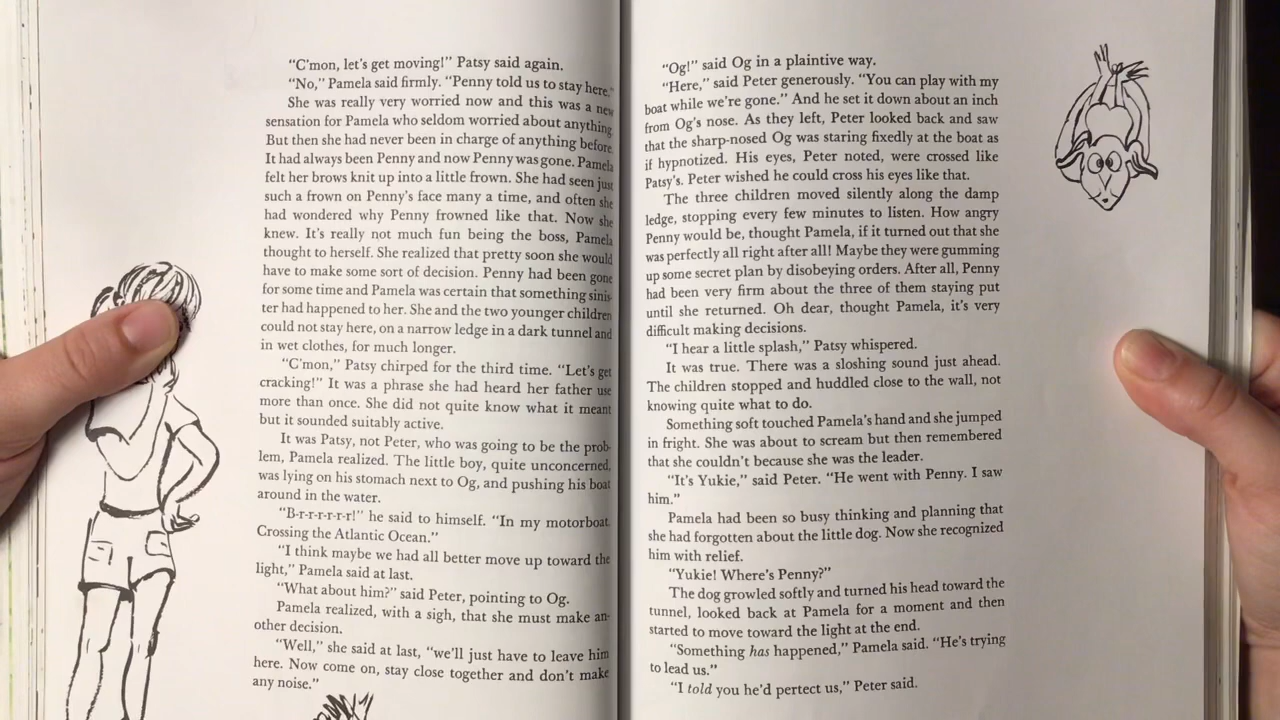 “C’mon, let’s get moving!” Patsy said again.
“No,” Pamela said firmly. “Penny told us to stay here.”
She was really very worried now and this was a new
sensation for Pamela who seldom worried about anything.
But then she had never been in charge of anything before.
It had always been Penny and now Penny was gone. Pamela
felt her brows knit up into a little frown. She had seen just
such a frown on Penny’s face many a time, and often she
had wondered why Penny frowned like that. Now she
knew. It’s really not much fun being the boss, Pamela
thought to herself. She realized that pretty soon she would
have to make some sort of decision. Penny had been gone
for some time and Pamela was certain that something sinis-
ter had happened to her. She and the two younger children
could not stay here, on a narrow ledge in a dark tunnel and
in wet clothes, for much longer.
“C’mon,” Patsy chirped for the third time. “Let’s get
cracking!” It was a phrase she had heard her father use
more than once. She did not quite know what it meant
but it sounded suitably active.
It was Patsy, not Peter, who was going to be the prob-
lem, Pamela realized. The little boy, quite unconcerned,
was lying on his stomach next to Og, and pushing his boat
around in the water.
“B-r-r-r-r-r-r!” he said to himself. “In my motorboat.
Crossing the Atlantic Ocean.”
“I think maybe we had all better move up toward the
light,” Pamela said at last.
“What about him?” said Peter, pointing to Og.
Pamela realized, with a sigh, that she must make an-
other decision.
“Well,” she said at last, “we’ll just have to leave him
here. Now come on, stay close together and don’t make
any noise.”
“Og!” said Og in a plaintive way.
“Here,” said Peter generously. “You can play with my
boat while we’re gone.” And he set it down about an inch
from Og’s nose. As they left, Peter looked back and saw
that the sharp-nosed Og was staring fixedly at the boat as
if hypnotized. His eyes, Peter noted, were crossed like
Patsy’s. Peter wished he could cross his eyes like that.
The three children moved silently along the damp
ledge, stopping every few minutes to listen. How angry
Penny would be, thought Pamela, if it turned out that she
was perfectly all right after all! Maybe they were gumming
up some secret plan by disobeying orders. After all, Penny
had been very firm about the three of them staying put
until she returned. Oh dear, thought Pamela, it’s very
difficult making decisions.
“I hear a little splash,” Patsy whispered.
It was true. There was a sloshing sound just ahead.
The children stopped and huddled close to the wall, not
knowing quite what to do.
Something soft touched Pamela’s hand and she jumped
in fright. She was about to scream but then remembered
that she couldn’t because she was the leader.
“It’s Yukie,” said Peter. “He went with Penny. I saw
him.”
Pamela had been so busy thinking and planning that
she had forgotten about the little dog. Now she recognized
him with relief.
“Yukie! Where’s Penny?”
The dog growled softly and turned his head toward the
tunnel, looked back at Pamela for a moment and then
started to move toward the light at the end.
“Something has happened,” Pamela said. “He’s trying
to lead us.”
“I told you he’d pertect us,” Peter said.